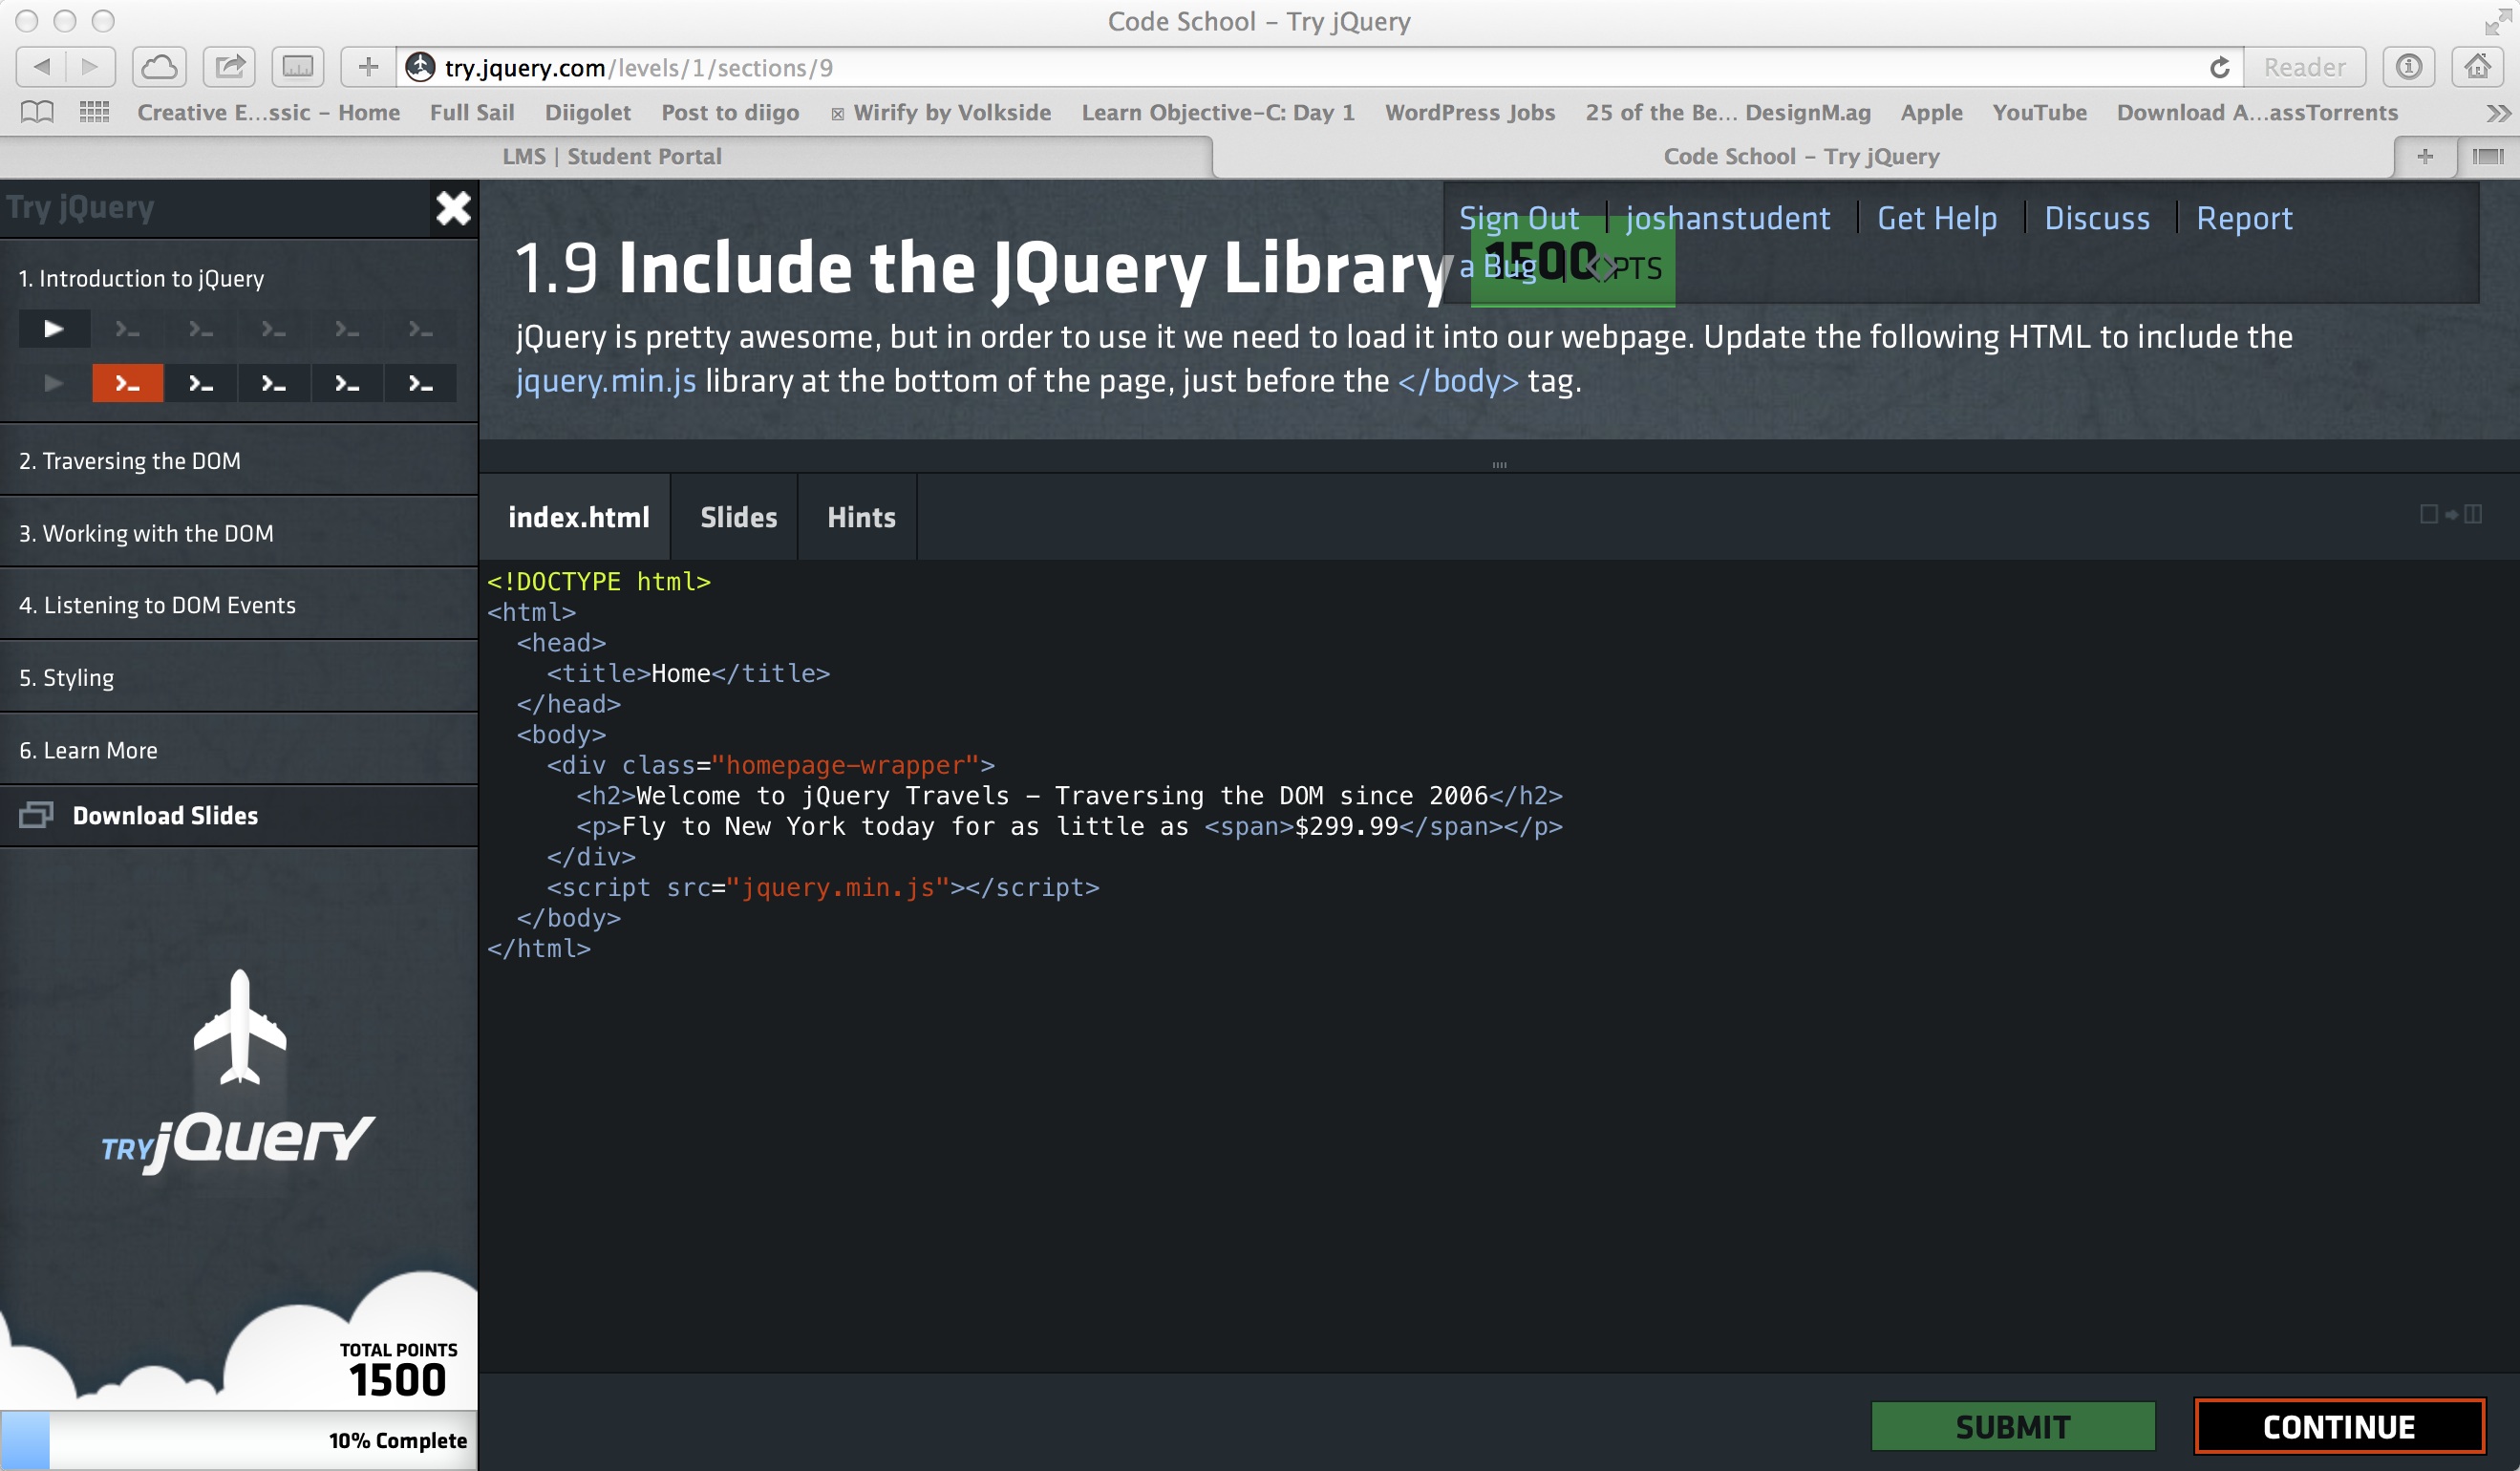 Code School – Try jQuery
try.jquery.com/levels/1/sections/9
Reader
Creative E...ssic – Home Full Sail Diigolet Post to diigo Wirify by Volkside Learn Objective-C: Day 1 WordPress Jobs 25 of the Be... DesignM.ag Apple YouTube Download A...assTorrents
LMS | Student Portal
Code School – Try jQuery
Try jQuery
1. Introduction to jQuery
2. Traversing the DOM
3. Working with the DOM
4. Listening to DOM Events
5. Styling
6. Learn More
Download Slides
TRY jQuery
TOTAL POINTS
1500
10% Complete
Sign Out | joshanstudent | Get Help | Discuss | Report
a Bug
1500 PTS
1.9 Include the JQuery Library
jQuery is pretty awesome, but in order to use it we need to load it into our webpage. Update the following HTML to include the
jquery.min.js library at the bottom of the page, just before the </body> tag.
index.html Slides Hints
<!DOCTYPE html>
<html>
<head>
<title>Home</title>
</head>
<body>
<div class="homepage-wrapper">
<h2>Welcome to jQuery Travels – Traversing the DOM since 2006</h2>
<p>Fly to New York today for as little as <span>$299.99</span></p>
</div>
<script src="jquery.min.js"></script>
</body>
</html>
SUBMIT
CONTINUE